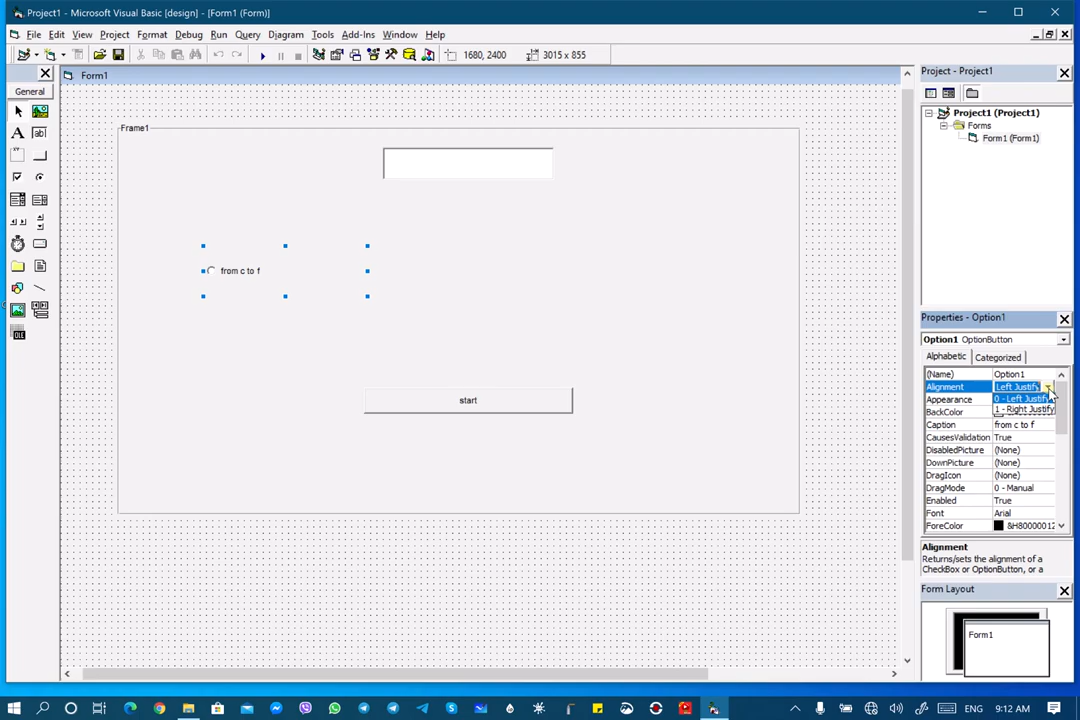 Project1 - Microsoft Visual Basic [design] - [Form1 (Form)]
File Edit View Project Format Debug Run Query Diagram Tools Add-Ins Window Help
1680, 2400 3015 x 855
General
Form1
Frame1
from c to f
start
Project - Project1
Project1 (Project1)
Forms
Form1 (Form1)
Properties - Option1
Option1 OptionButton
Alphabetic Categorized
(Name) Option1
Alignment Left Justify
0 - Left Justify
1 - Right Justify
Appearance
BackColor
Caption from c to f
CausesValidation True
DisabledPicture (None)
DownPicture (None)
DragIcon (None)
DragMode 0 - Manual
Enabled True
Font Arial
ForeColor &H80000012
Alignment
Returns/sets the alignment of a
CheckBox or OptionButton, or a
Form Layout
Form1
ENG 9:12 AM